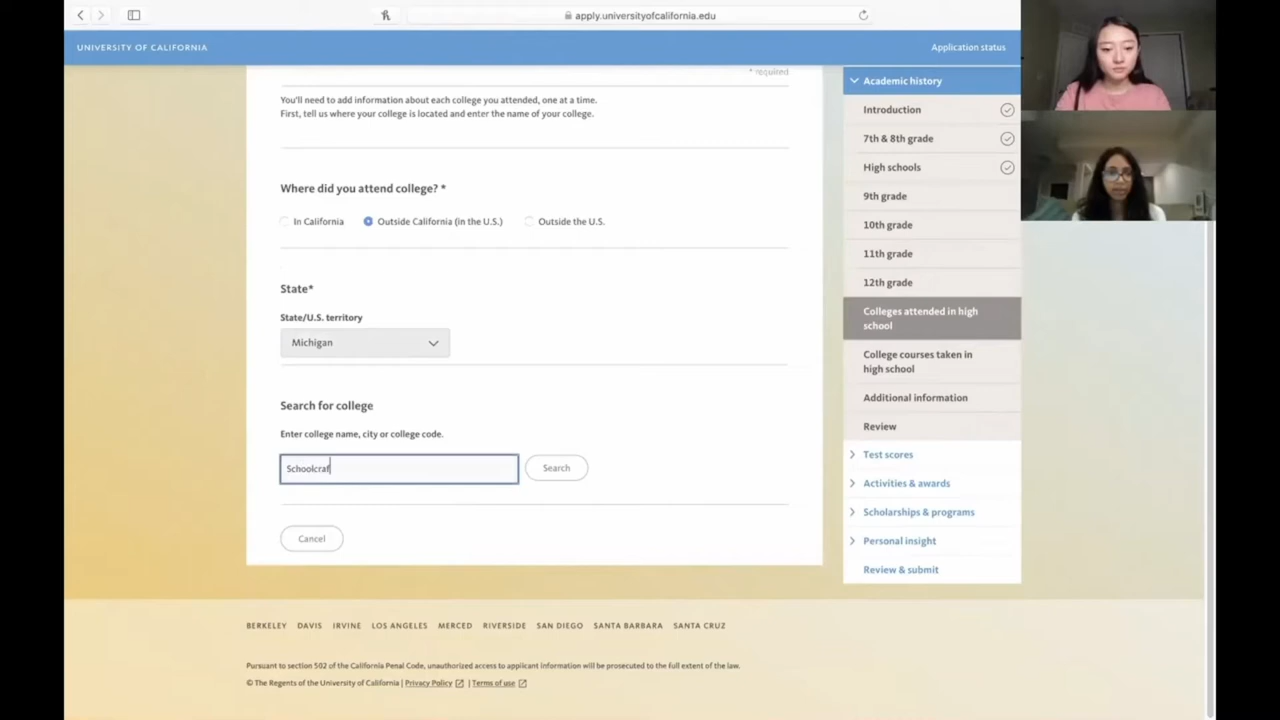 apply.universityofcalifornia.edu
UNIVERSITY OF CALIFORNIA
Application status
* required
You'll need to add information about each college you attended, one at a time.
First, tell us where your college is located and enter the name of your college.
Where did you attend college? *
In California
Outside California (in the U.S.)
Outside the U.S.
State*
State/U.S. territory
Michigan
Search for college
Enter college name, city or college code.
Schoolcraf
Search
Cancel
Academic history
Introduction
7th & 8th grade
High schools
9th grade
10th grade
11th grade
12th grade
Colleges attended in high
school
College courses taken in
high school
Additional information
Review
Test scores
Activities & awards
Scholarships & programs
Personal insight
Review & submit
BERKELEY DAVIS IRVINE LOS ANGELES MERCED RIVERSIDE SAN DIEGO SANTA BARBARA SANTA CRUZ
Pursuant to section 502 of the California Penal Code, unauthorized access to applicant information will be prosecuted to the full extent of the law.
© The Regents of the University of California | Privacy Policy | Terms of use